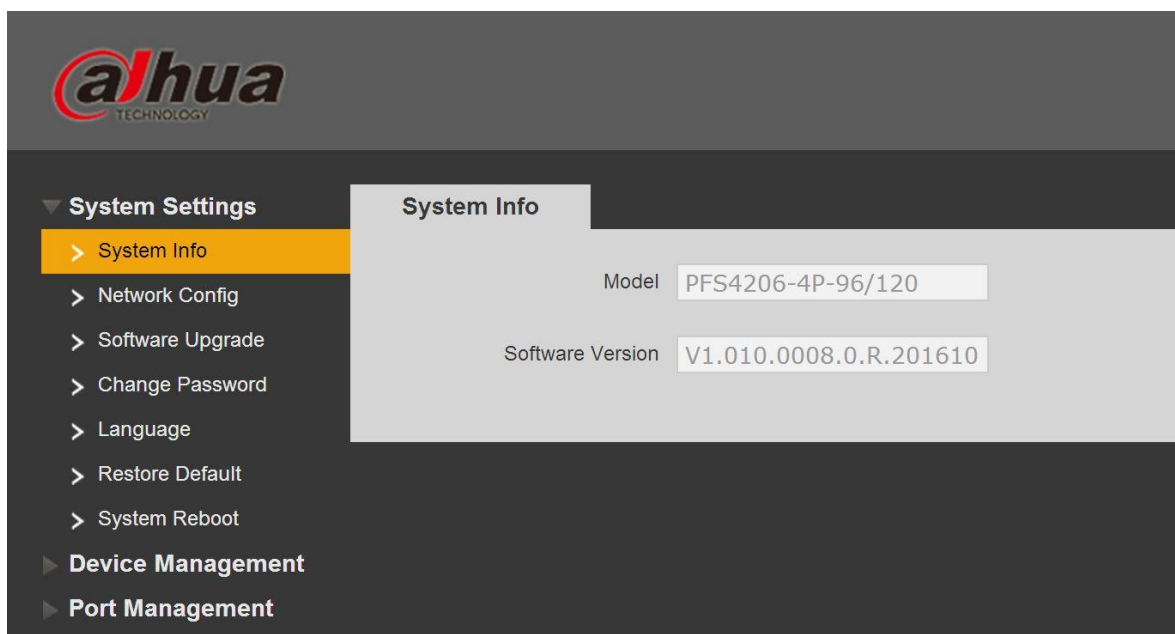 alhua
TECHNOLOGY
System Settings
System Info
Network Config
Software Upgrade
Change Password
Language
Restore Default
System Reboot
Device Management
Port Management
System Info
Model PFS4206-4P-96/120
Software Version V1.010.0008.0.R.201610